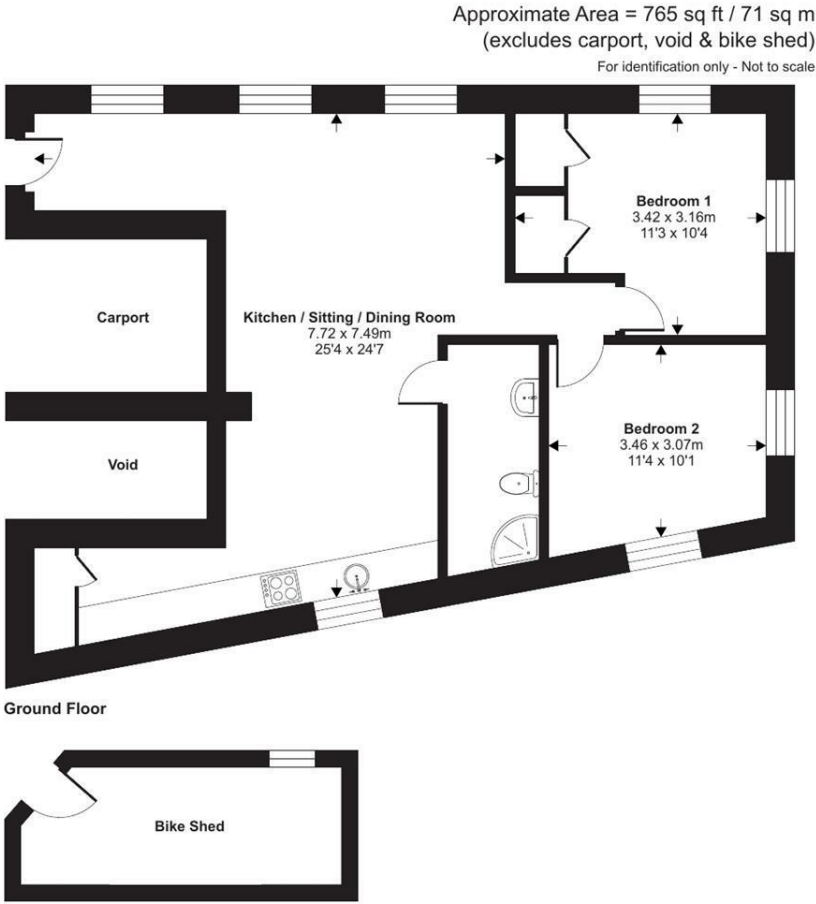 Approximate Area = 765 sq ft / 71 sq m
(excludes carport, void & bike shed)
For identification only - Not to scale
Bedroom 1
3.42 x 3.16m
11'3 x 10'4
Carport
Kitchen / Sitting / Dining Room
7.72 x 7.49m
25'4 x 24'7
Bedroom 2
3.46 x 3.07m
11'4 x 10'1
Void
Ground Floor
Bike Shed